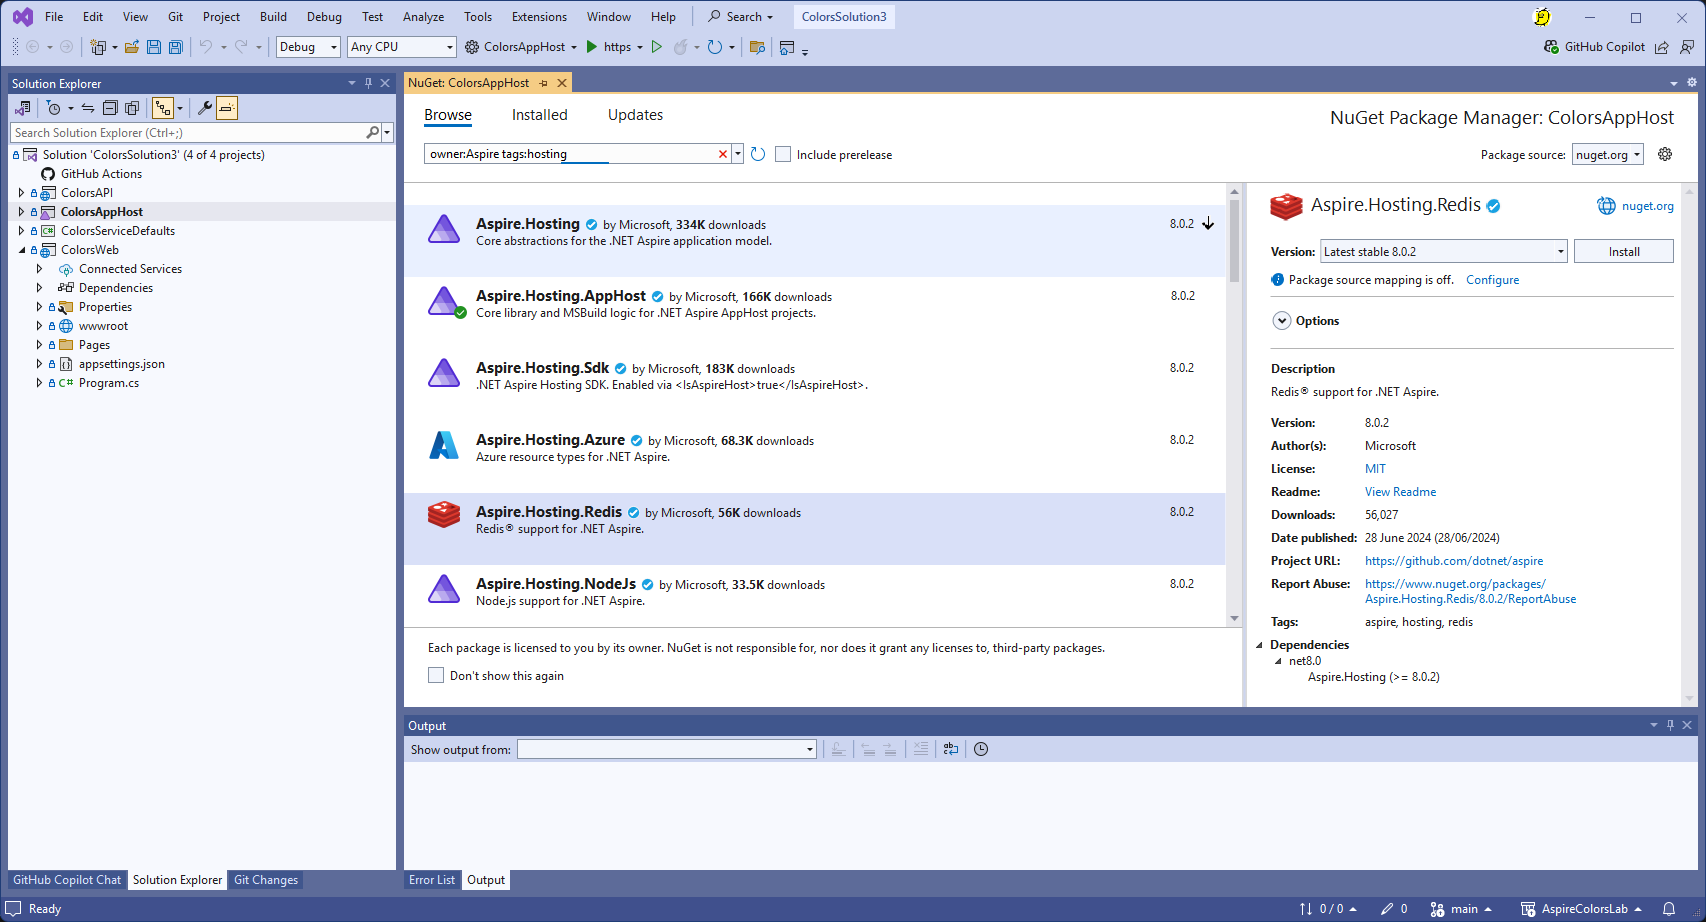 File Edit View Git Project Build Debug Test Analyze Tools Extensions Window Help Search ColorsSolution3
Debug Any CPU ColorsAppHost https GitHub Copilot
Solution Explorer
Search Solution Explorer (Ctrl+;)
Solution 'ColorsSolution3' (4 of 4 projects)
GitHub Actions
ColorsAPI
ColorsAppHost
ColorsServiceDefaults
ColorsWeb
Connected Services
Dependencies
Properties
wwwroot
Pages
appsettings.json
C# Program.cs
GitHub Copilot Chat Solution Explorer Git Changes
NuGet: ColorsAppHost
Browse Installed Updates
NuGet Package Manager: ColorsAppHost
owner:Aspire tags:hosting Include prerelease
Package source: nuget.org
Aspire.Hosting by Microsoft, 334K downloads 8.0.2
Core abstractions for the .NET Aspire application model.
Aspire.Hosting.AppHost by Microsoft, 166K downloads 8.0.2
Core library and MSBuild logic for .NET Aspire AppHost projects.
Aspire.Hosting.Sdk by Microsoft, 183K downloads 8.0.2
.NET Aspire Hosting SDK. Enabled via <IsAspireHost>true</IsAspireHost>.
Aspire.Hosting.Azure by Microsoft, 68.3K downloads 8.0.2
Azure resource types for .NET Aspire.
Aspire.Hosting.Redis by Microsoft, 56K downloads 8.0.2
Redis® support for .NET Aspire.
Aspire.Hosting.NodeJs by Microsoft, 33.5K downloads 8.0.2
Node.js support for .NET Aspire.
Each package is licensed to you by its owner. NuGet is not responsible for, nor does it grant any licenses to, third-party packages.
Don't show this again
Aspire.Hosting.Redis nuget.org
Version: Latest stable 8.0.2 Install
Package source mapping is off. Configure
Options
Description
Redis® support for .NET Aspire.
Version: 8.0.2
Author(s): Microsoft
License: MIT
Readme: View Readme
Downloads: 56,027
Date published: 28 June 2024 (28/06/2024)
Project URL: https://github.com/dotnet/aspire
Report Abuse: https://www.nuget.org/packages/
Aspire.Hosting.Redis/8.0.2/ReportAbuse
Tags: aspire, hosting, redis
Dependencies
net8.0
Aspire.Hosting (>= 8.0.2)
Output
Show output from:
Error List Output
Ready 0 / 0 0 main AspireColorsLab